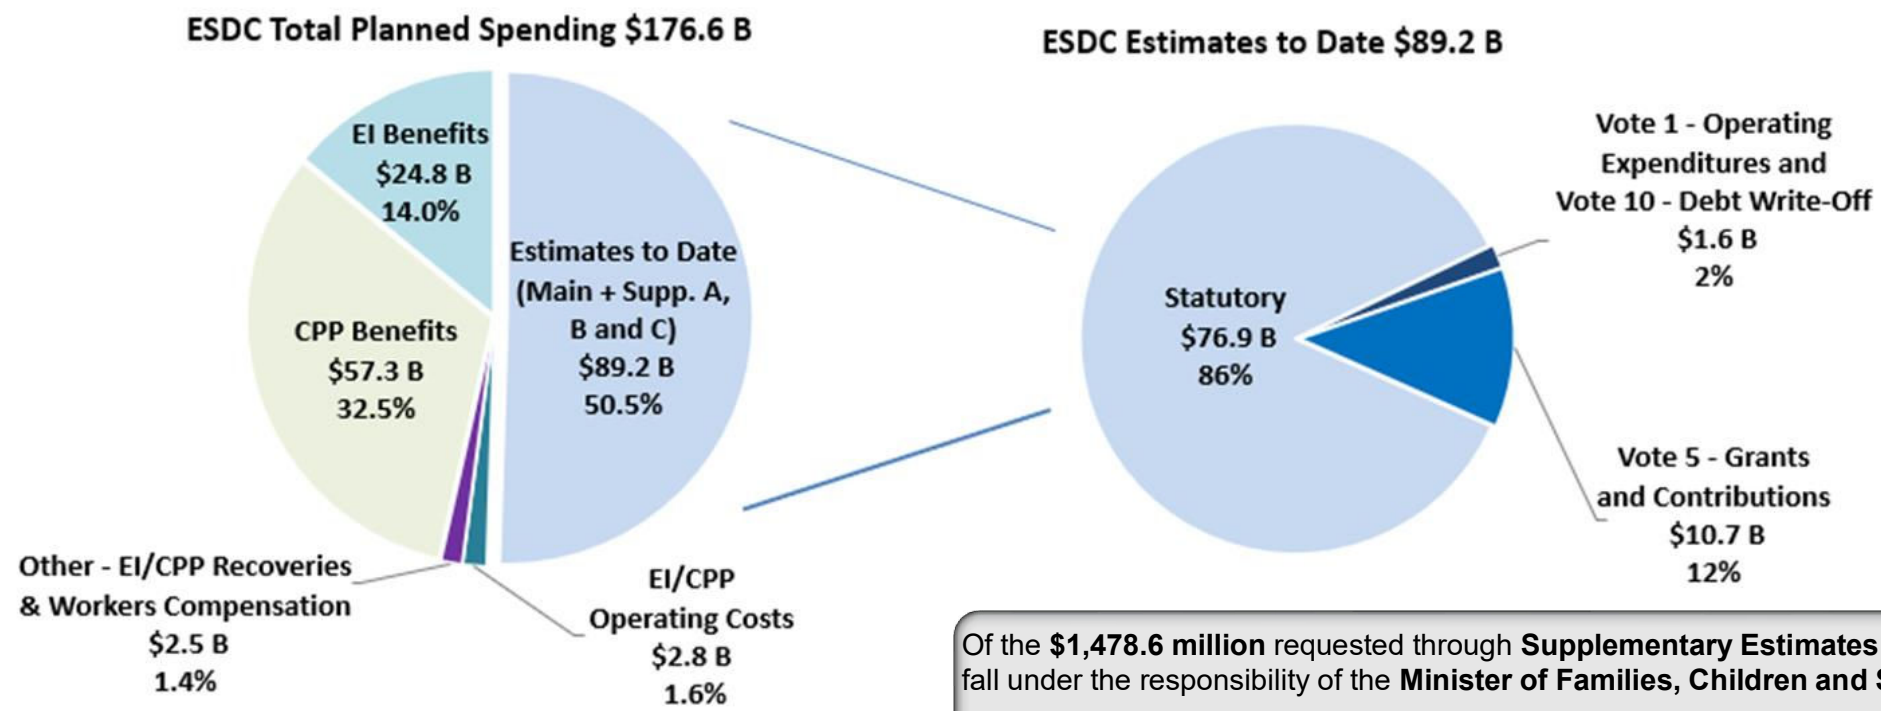 ESDC Total Planned Spending $176.6 B
EI Benefits
$24.8 B
14.0%
Estimates to Date
(Main + Supp. A,
B and C)
$89.2 B
50.5%
CPP Benefits
$57.3 B
32.5%
Other - EI/CPP Recoveries
& Workers Compensation
$2.5 B
1.4%
EI/CPP
Operating Costs
$2.8 B
1.6%
ESDC Estimates to Date $89.2 B
Vote 1 - Operating
Expenditures and
Vote 10 - Debt Write-Off
$1.6 B
2%
Statutory
$76.9 B
86%
Vote 5 - Grants
and Contributions
$10.7 B
12%
Of the $1,478.6 million requested through Supplementary Estimates
fall under the responsibility of the Minister of Families, Children and